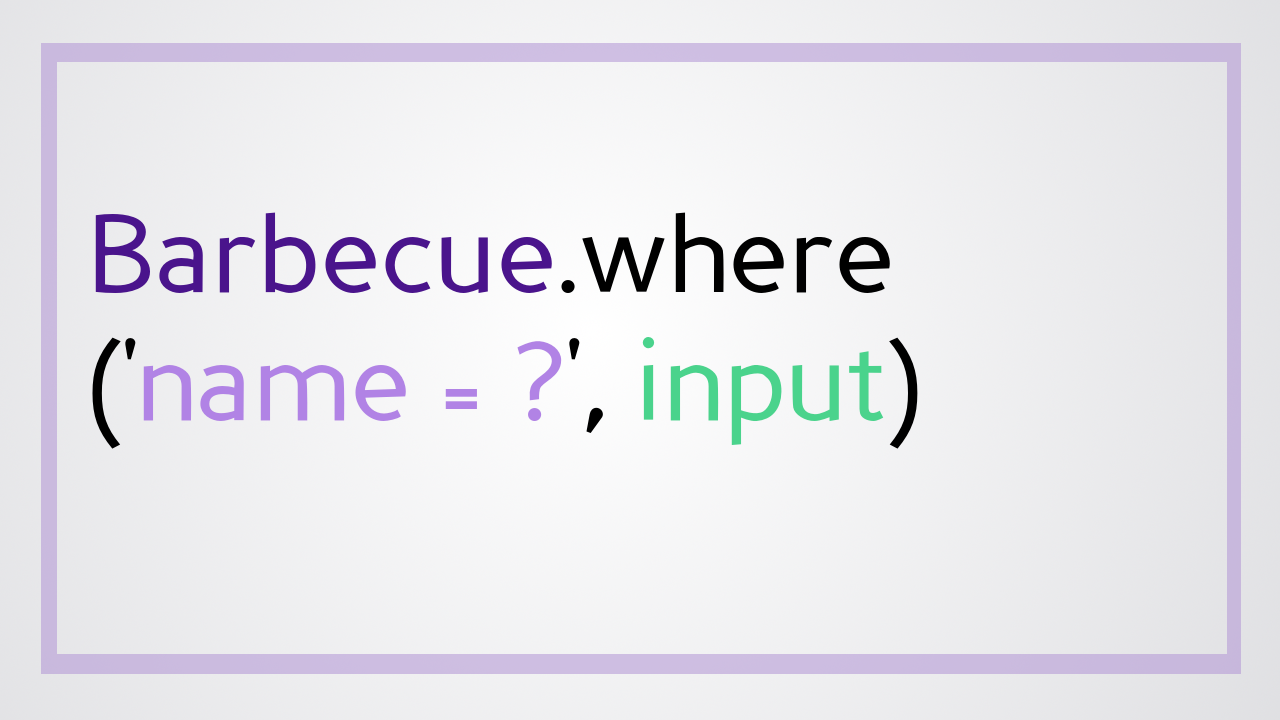 Barbecue.where
('name = ?', input)